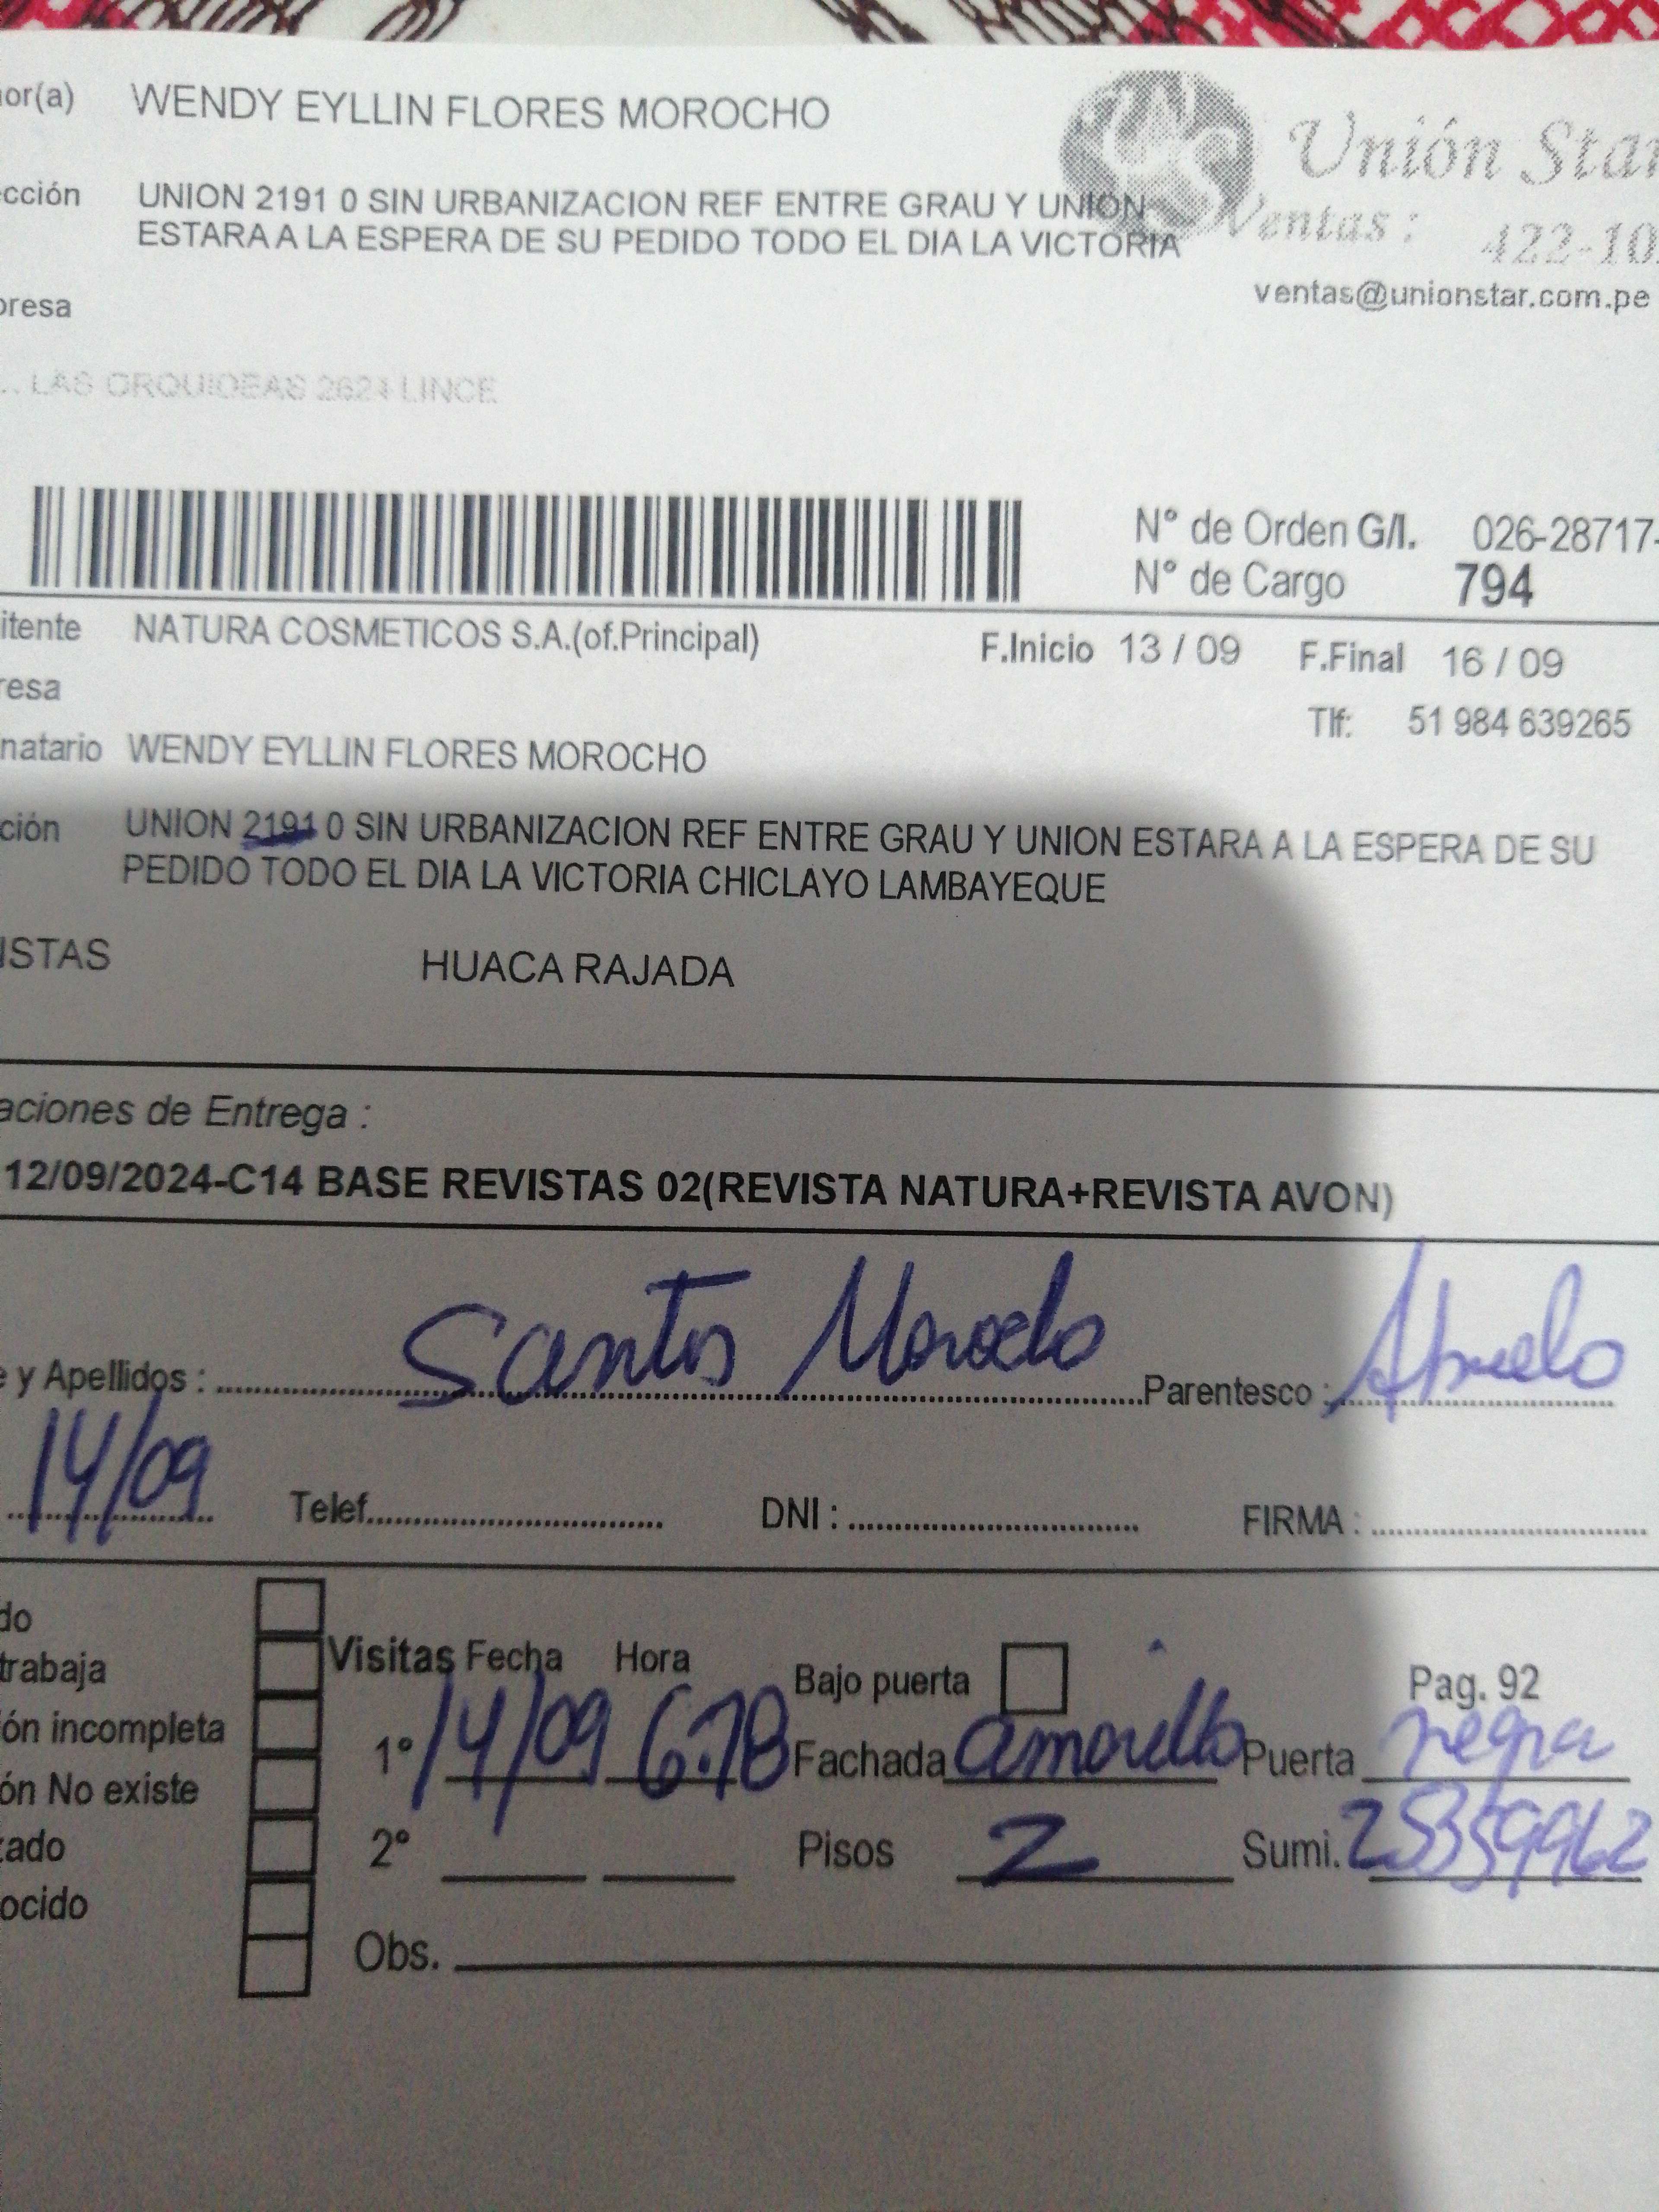 or(a) WENDY EYLLIN FLORES MOROCHO
Unión Star
cción UNION 2191 0 SIN URBANIZACION REF ENTRE GRAU Y UNION
ESTARA A LA ESPERA DE SU PEDIDO TODO EL DIA LA VICTORIA
Ventas : 422-10
ventas@unionstar.com.pe
presa
LAS ORQUIDEAS 2624 LINCE
N° de Orden G/I. 026-28717-
N° de Cargo 794
itente NATURA COSMETICOS S.A.(of.Principal) F.Inicio 13 / 09 F.Final 16 / 09
resa
Tlf: 51 984 639265
natario WENDY EYLLIN FLORES MOROCHO
ción UNION 2191 0 SIN URBANIZACION REF ENTRE GRAU Y UNION ESTARA A LA ESPERA DE SU
PEDIDO TODO EL DIA LA VICTORIA CHICLAYO LAMBAYEQUE
ISTAS HUACA RAJADA
aciones de Entrega :
12/09/2024-C14 BASE REVISTAS 02(REVISTA NATURA+REVISTA AVON)
e y Apellidos : Santos Morocho Parentesco : Abuelo
14/09 Telef. DNI : FIRMA :
do
trabaja Visitas Fecha Hora Bajo puerta Pag. 92
ón incompleta 1° 14/09 Fachada amarillo Puerta negra
ón No existe
zado 2° Pisos 2 Sumi. 25359962
ocido
Obs.